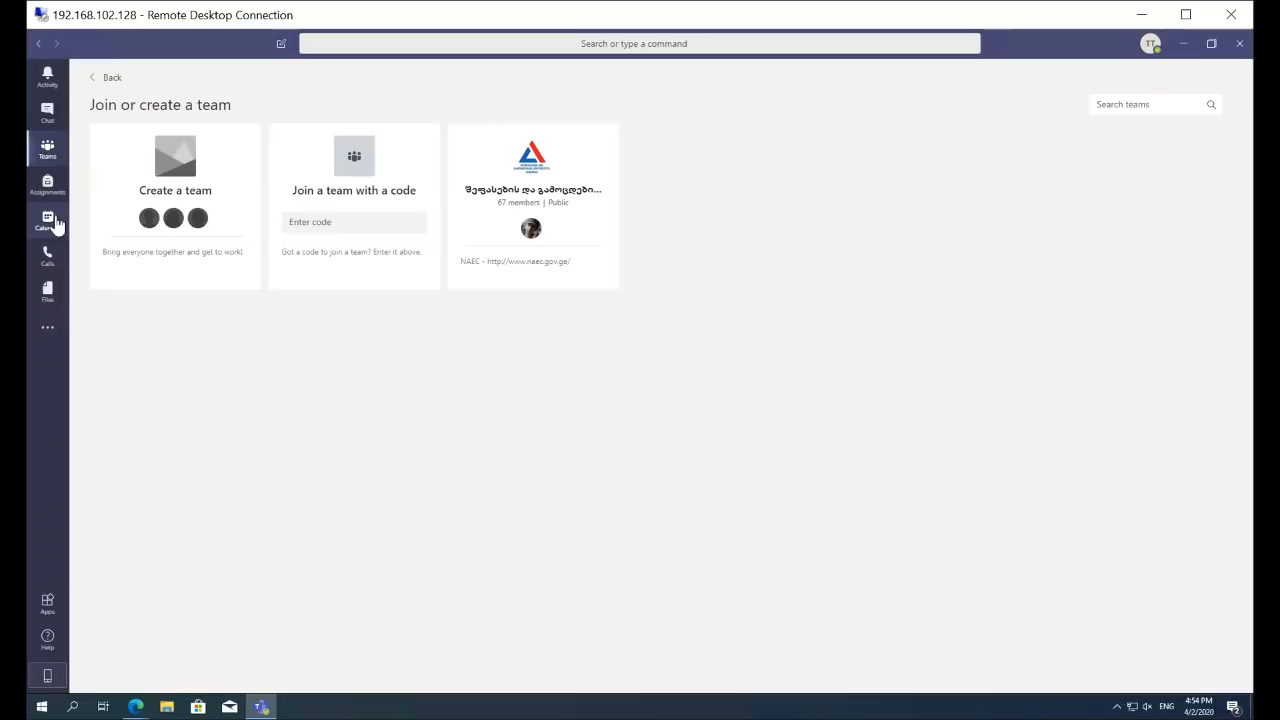 192.168.102.128 - Remote Desktop Connection
Search or type a command
TT
Activity
Chat
Teams
Assignments
Calls
Files
Apps
Help
Back
Join or create a team
Search teams
Create a team
Bring everyone together and get to work!
Join a team with a code
Enter code
Got a code to join a team? Enter it above.
შეფასების და გამოცდები...
67 members | Public
NAEC - http://www.naec.gov.ge/
ENG
4:54 PM
4/2/2020
2